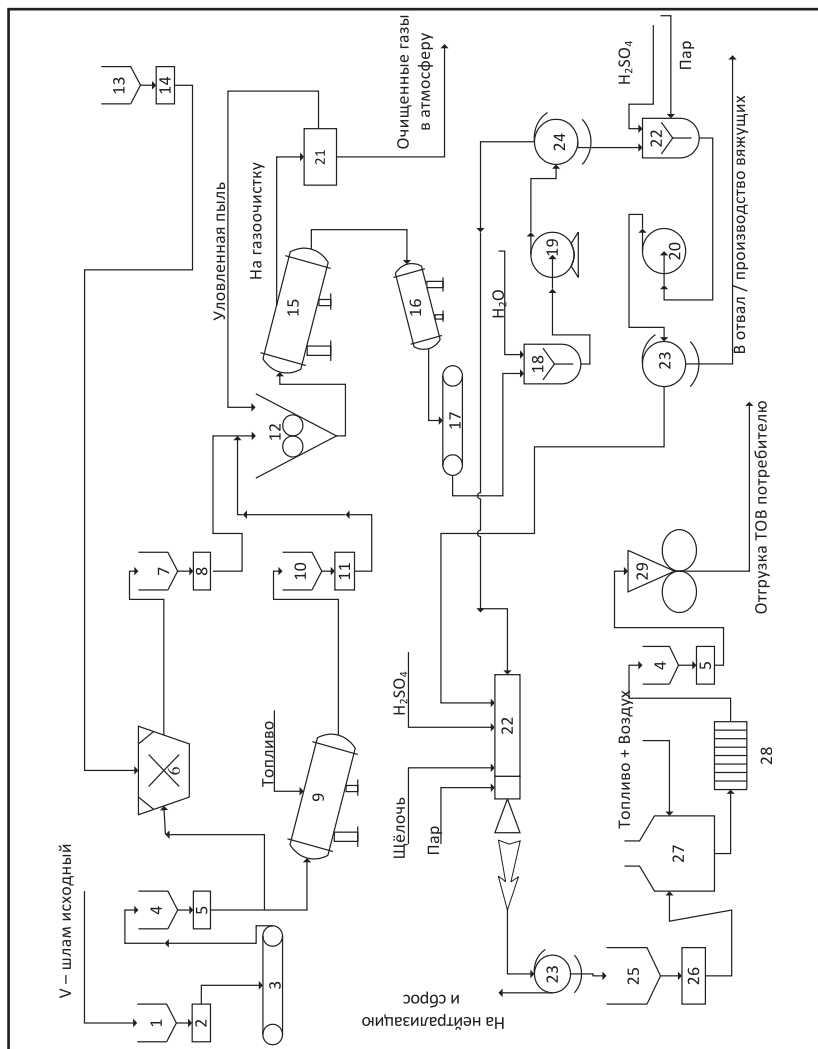 V – шлам исходный
1
2
3
4
5
6
7
8
9
Топливо
10
11
12
13
14
Уловленная пыль
На газоочистку
15
16
17
21
Очищенные газы
в атмосферу
H₂O
18
19
20
24
22
H₂SO₄
Пар
23
В отвал / производство вяжущих
Щёлочь
Пар
H₂SO₄
22
23
На нейтрализацию
и сброс
25
26
27
Топливо + Воздух
28
4
5
29
Отгрузка ТОВ потребителю